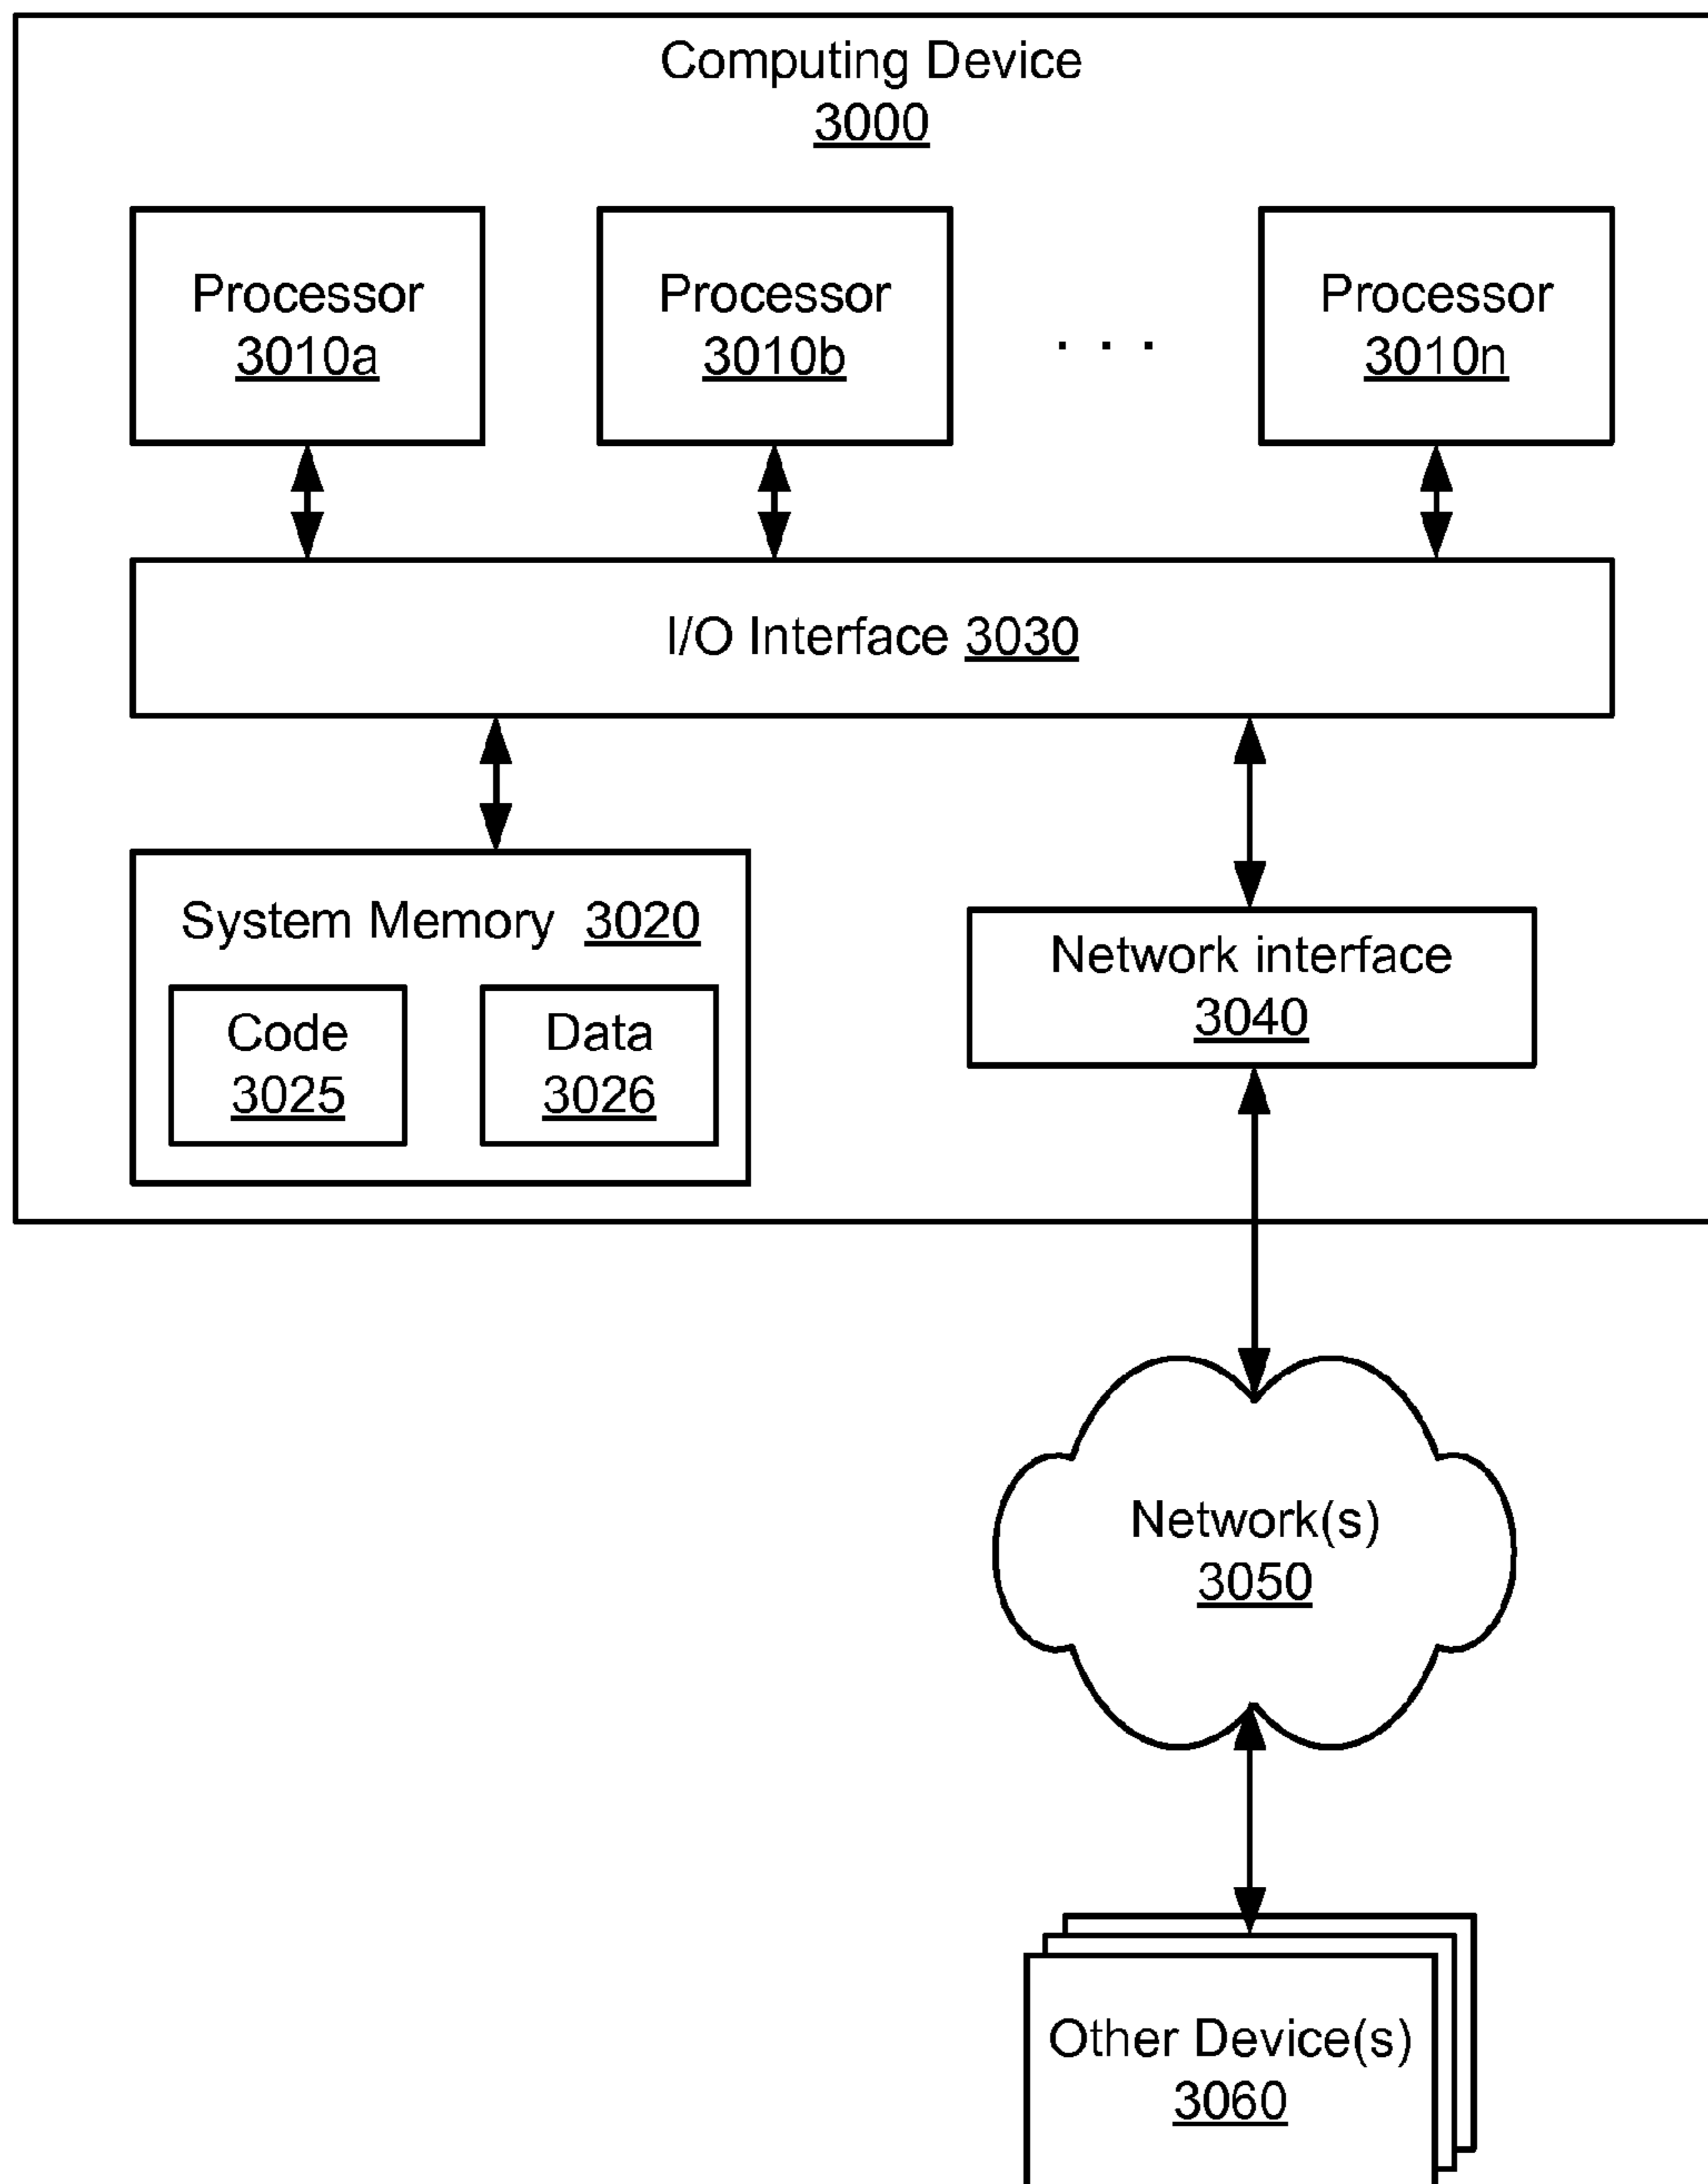 Computing Device
3000
Processor
3010a
Processor
3010b
. . .
Processor
3010n
I/O Interface 3030
System Memory 3020
Code
3025
Data
3026
Network interface
3040
Network(s)
3050
Other Device(s)
3060